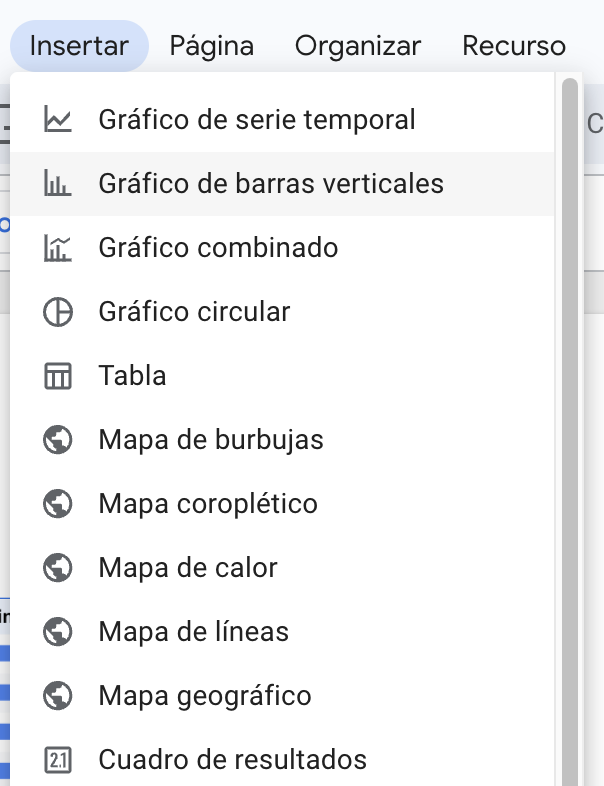 Insertar Página Organizar Recurso
Gráfico de serie temporal
Gráfico de barras verticales
Gráfico combinado
Gráfico circular
Tabla
Mapa de burbujas
Mapa coroplético
Mapa de calor
Mapa de líneas
Mapa geográfico
2.1 Cuadro de resultados